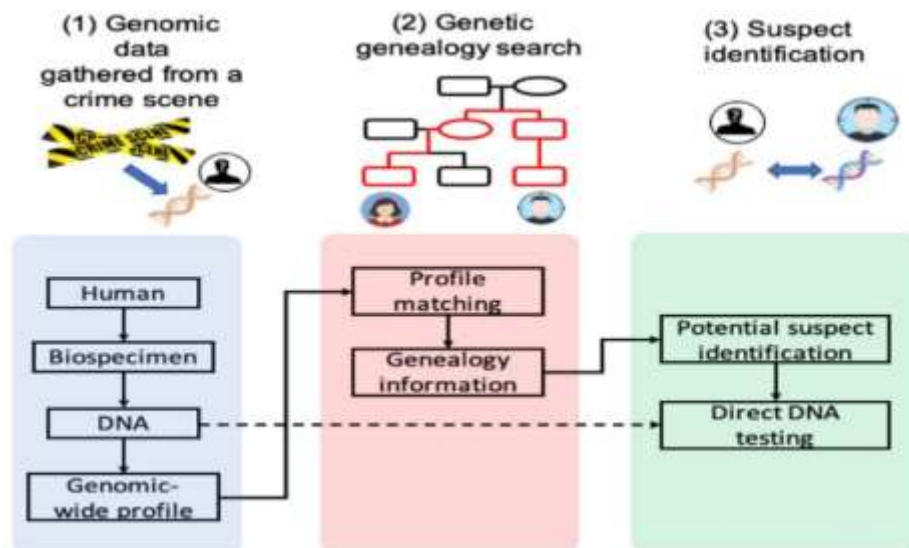 (1) Genomic
data
gathered from a
crime scene
(2) Genetic
genealogy search
(3) Suspect
identification
Human
Biospecimen
DNA
Genomic-
wide profile
Profile
matching
Genealogy
information
Potential suspect
identification
Direct DNA
testing